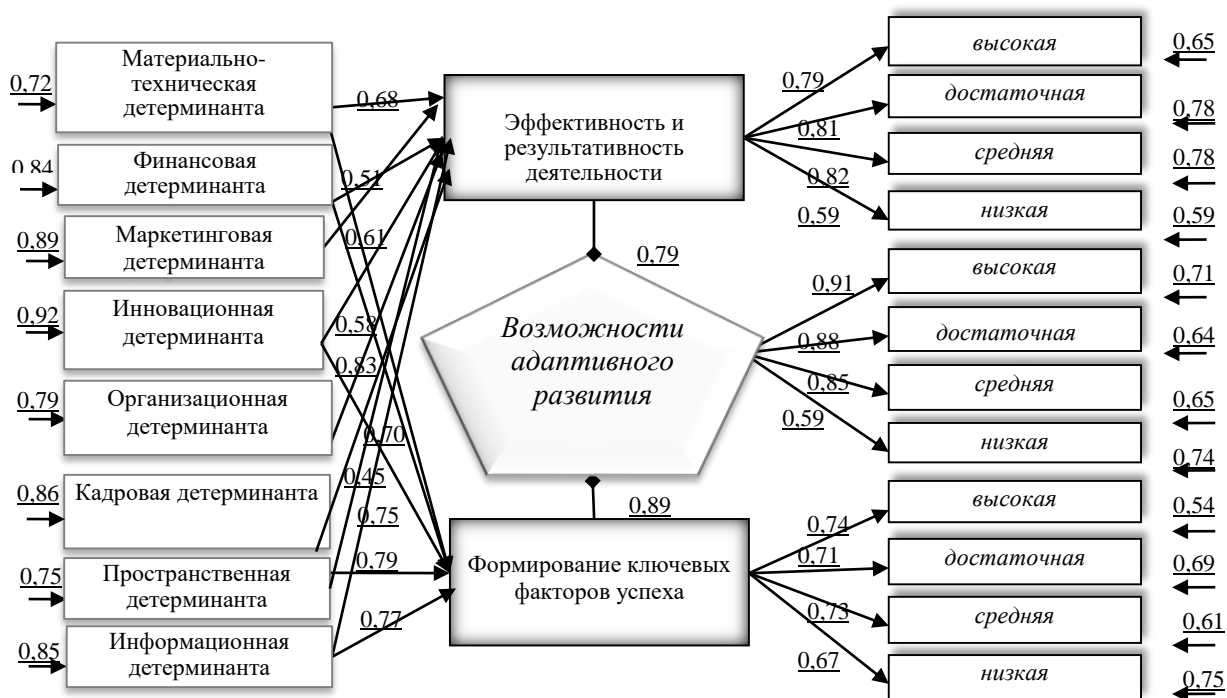 0,72
Материально-
техническая
детерминанта
0,84
Финансовая
детерминанта
0,89
Маркетинговая
детерминанта
0,92
Инновационная
детерминанта
0,79
Организационная
детерминанта
0,86
Кадровая детерминанта
0,75
Пространственная
детерминанта
0,85
Информационная
детерминанта
0,68
0,51
0,61
0,58
0,83
0,70
0,45
0,75
0,79
0,77
Эффективность и
результативность
деятельности
0,79
Возможности
адаптивного
развития
0,89
Формирование ключевых
факторов успеха
0,79
0,81
0,82
0,59
0,91
0,88
0,85
0,59
0,74
0,71
0,73
0,67
высокая
0,65
достаточная
0,78
средняя
0,78
низкая
0,59
высокая
0,71
достаточная
0,64
средняя
0,65
низкая
0,74
высокая
0,54
достаточная
0,69
средняя
0,61
низкая
0,75